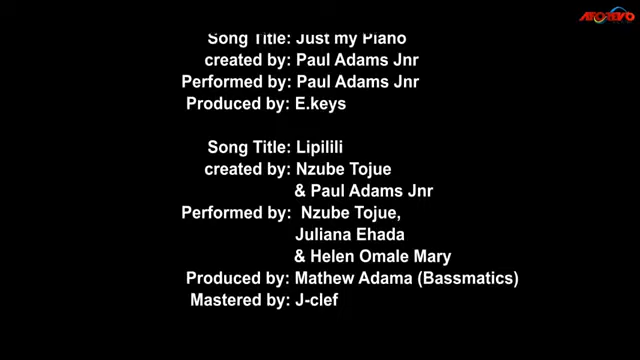 AFOREVO
Song Title: Just my Piano
created by: Paul Adams Jnr
Performed by: Paul Adams Jnr
Produced by: E.keys
Song Title: Lipilili
created by: Nzube Tojue
& Paul Adams Jnr
Performed by: Nzube Tojue,
Juliana Ehada
& Helen Omale Mary
Produced by: Mathew Adama (Bassmatics)
Mastered by: J-clef